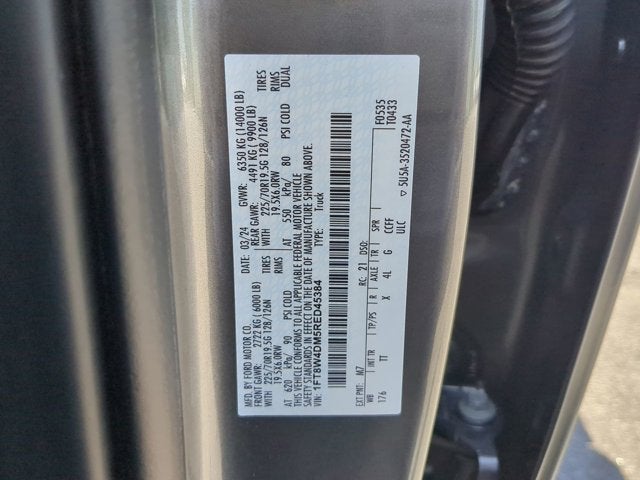 MFD. BY FORD MOTOR CO.
DATE: 03/24 GVWR: 6350 KG (14000 LB)
FRONT GAWR: 2722 KG (6000 LB) REAR GAWR: 4491 KG (9900 LB)
WITH 225/70R19.5G 128/126N TIRES WITH 225/70R19.5G 128/126N TIRES
19.5X6.0RW RIMS 19.5X6.0RW RIMS
AT 620 kPa/ 90 PSI COLD AT 550 kPa/ 80 PSI COLD DUAL
THIS VEHICLE CONFORMS TO ALL APPLICABLE FEDERAL MOTOR VEHICLE
SAFETY STANDARDS IN EFFECT ON THE DATE OF MANUFACTURE SHOWN ABOVE.
VIN: 1FT8W4DM5RED45384 TYPE: Truck
F0535
T0433
EXT PNT: M7 RC: 21 DSO:
WB INT TR TP/PS R AXLE TR SPR
176 TT X 4L G CCEF
ULC
▽ 5U5A-3520472-AA